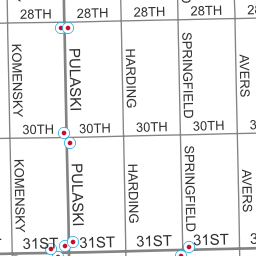 28TH 28TH 28TH 28TH
KOMENSKY PULASKI HARDING SPRINGFIELD AVERS
30TH 30TH 30TH 30TH
KOMENSKY PULASKI HARDING SPRINGFIELD AVERS
31ST 31ST 31ST 31ST